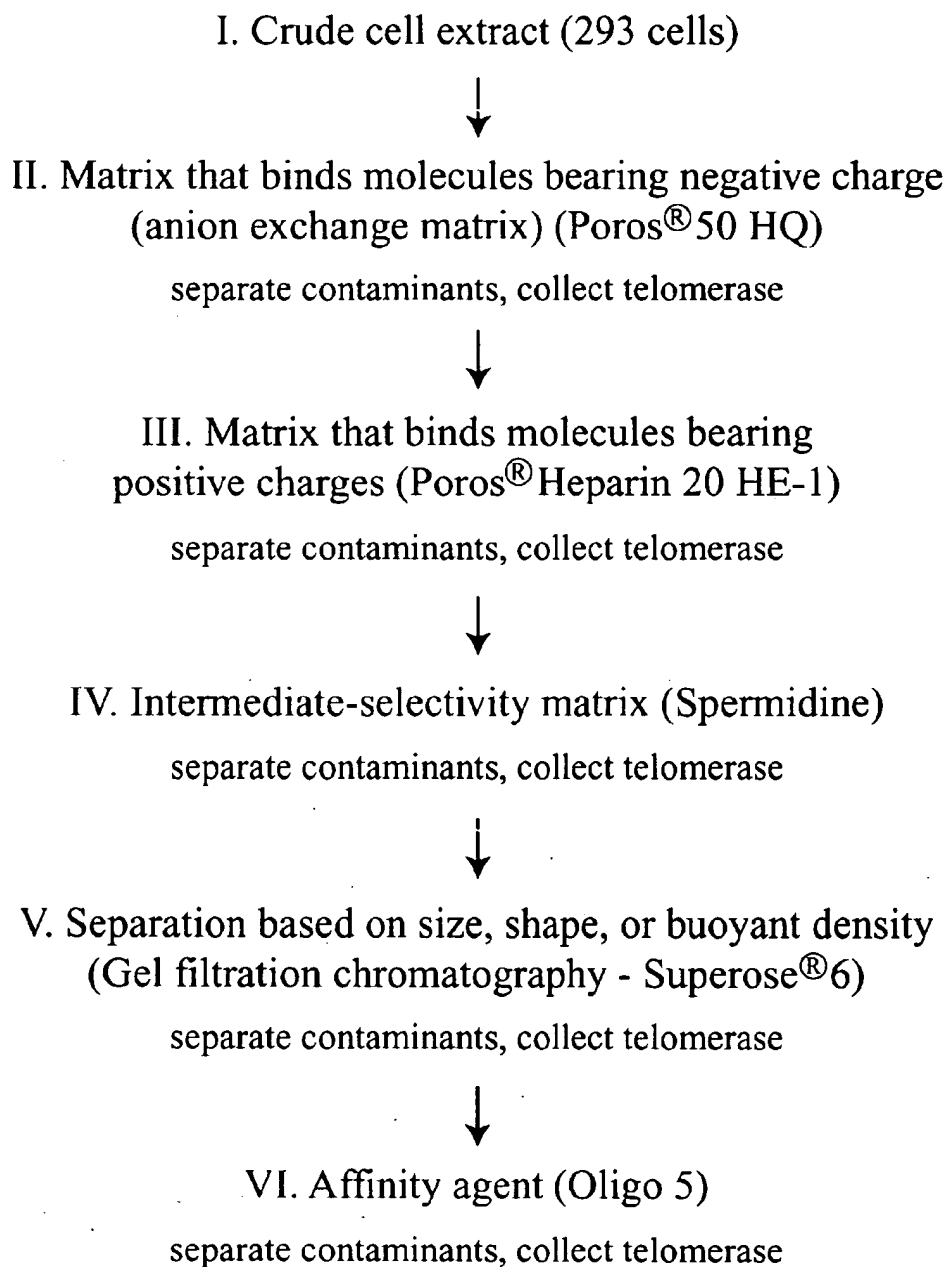 I. Crude cell extract (293 cells)
II. Matrix that binds molecules bearing negative charge
(anion exchange matrix) (Poros®50 HQ)
separate contaminants, collect telomerase
III. Matrix that binds molecules bearing
positive charges (Poros®Heparin 20 HE-1)
separate contaminants, collect telomerase
IV. Intermediate-selectivity matrix (Spermidine)
separate contaminants, collect telomerase
V. Separation based on size, shape, or buoyant density
(Gel filtration chromatography - Superose®6)
separate contaminants, collect telomerase
VI. Affinity agent (Oligo 5)
separate contaminants, collect telomerase